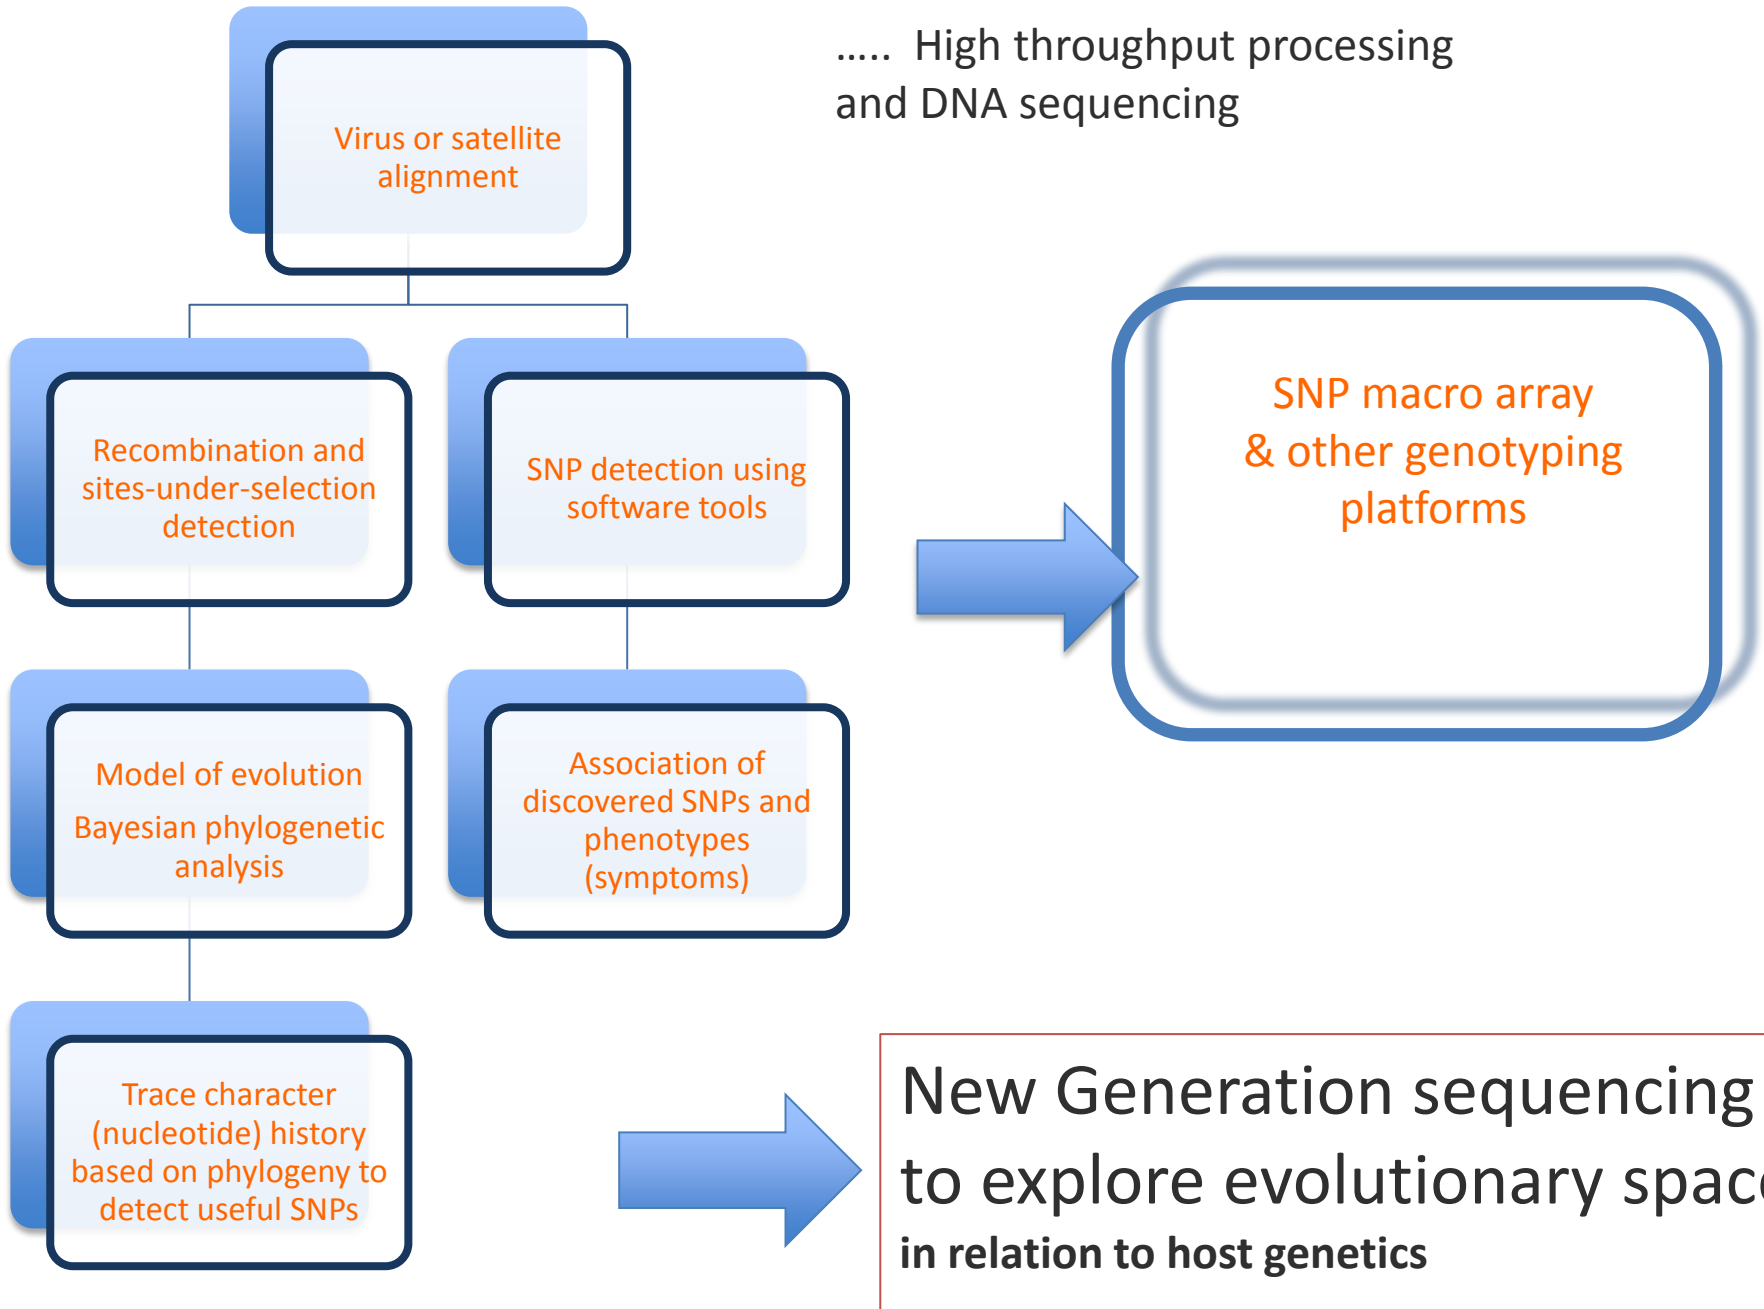 ….. High throughput processing
and DNA sequencing
Virus or satellite
alignment
Recombination and
sites-under-selection
detection
SNP detection using
software tools
SNP macro array
& other genotyping
platforms
Model of evolution
Bayesian phylogenetic
analysis
Association of
discovered SNPs and
phenotypes
(symptoms)
Trace character
(nucleotide) history
based on phylogeny to
detect useful SNPs
New Generation sequencing
to explore evolutionary space
in relation to host genetics